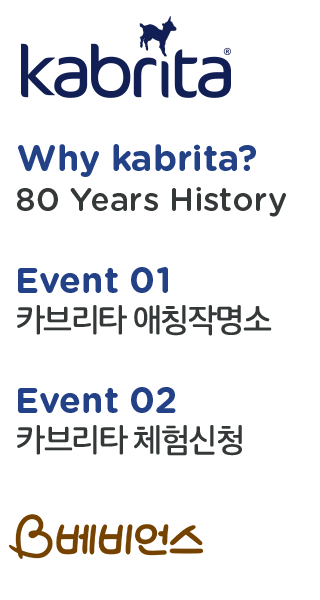 kabrita®
Why kabrita?
80 Years History
Event 01
카브리타 애칭작명소
Event 02
카브리타 체험신청
베비언스